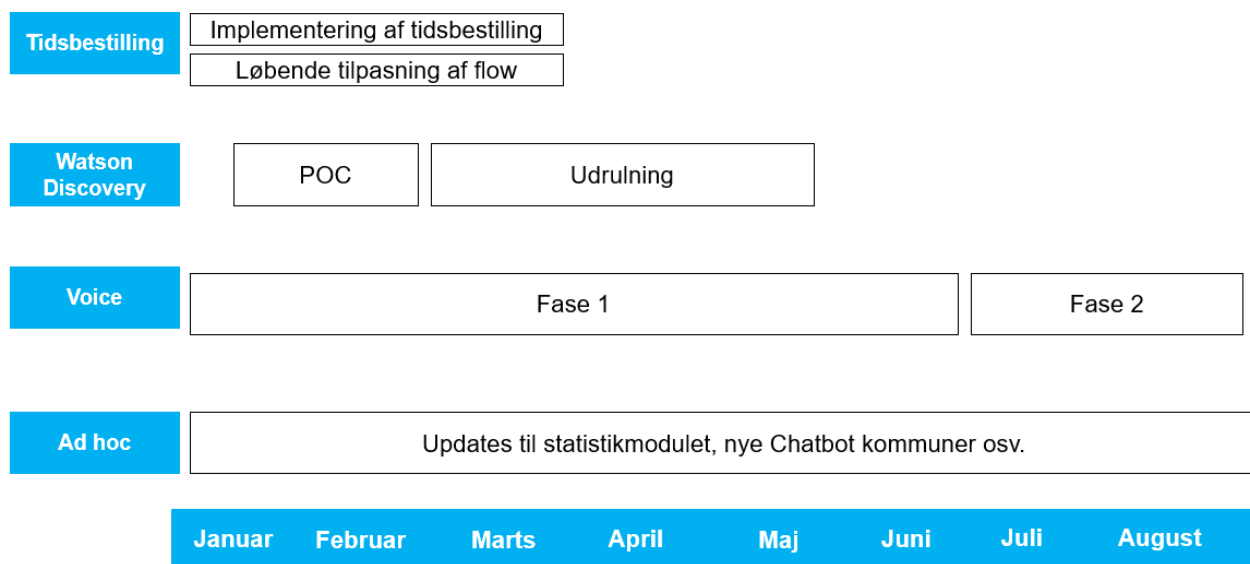 Tidsbestilling
Implementering af tidsbestilling
Løbende tilpasning af flow
Watson
Discovery
POC
Udrulning
Voice
Fase 1
Fase 2
Ad hoc
Updates til statistikmodulet, nye Chatbot kommuner osv.
Januar Februar Marts April Maj Juni Juli August